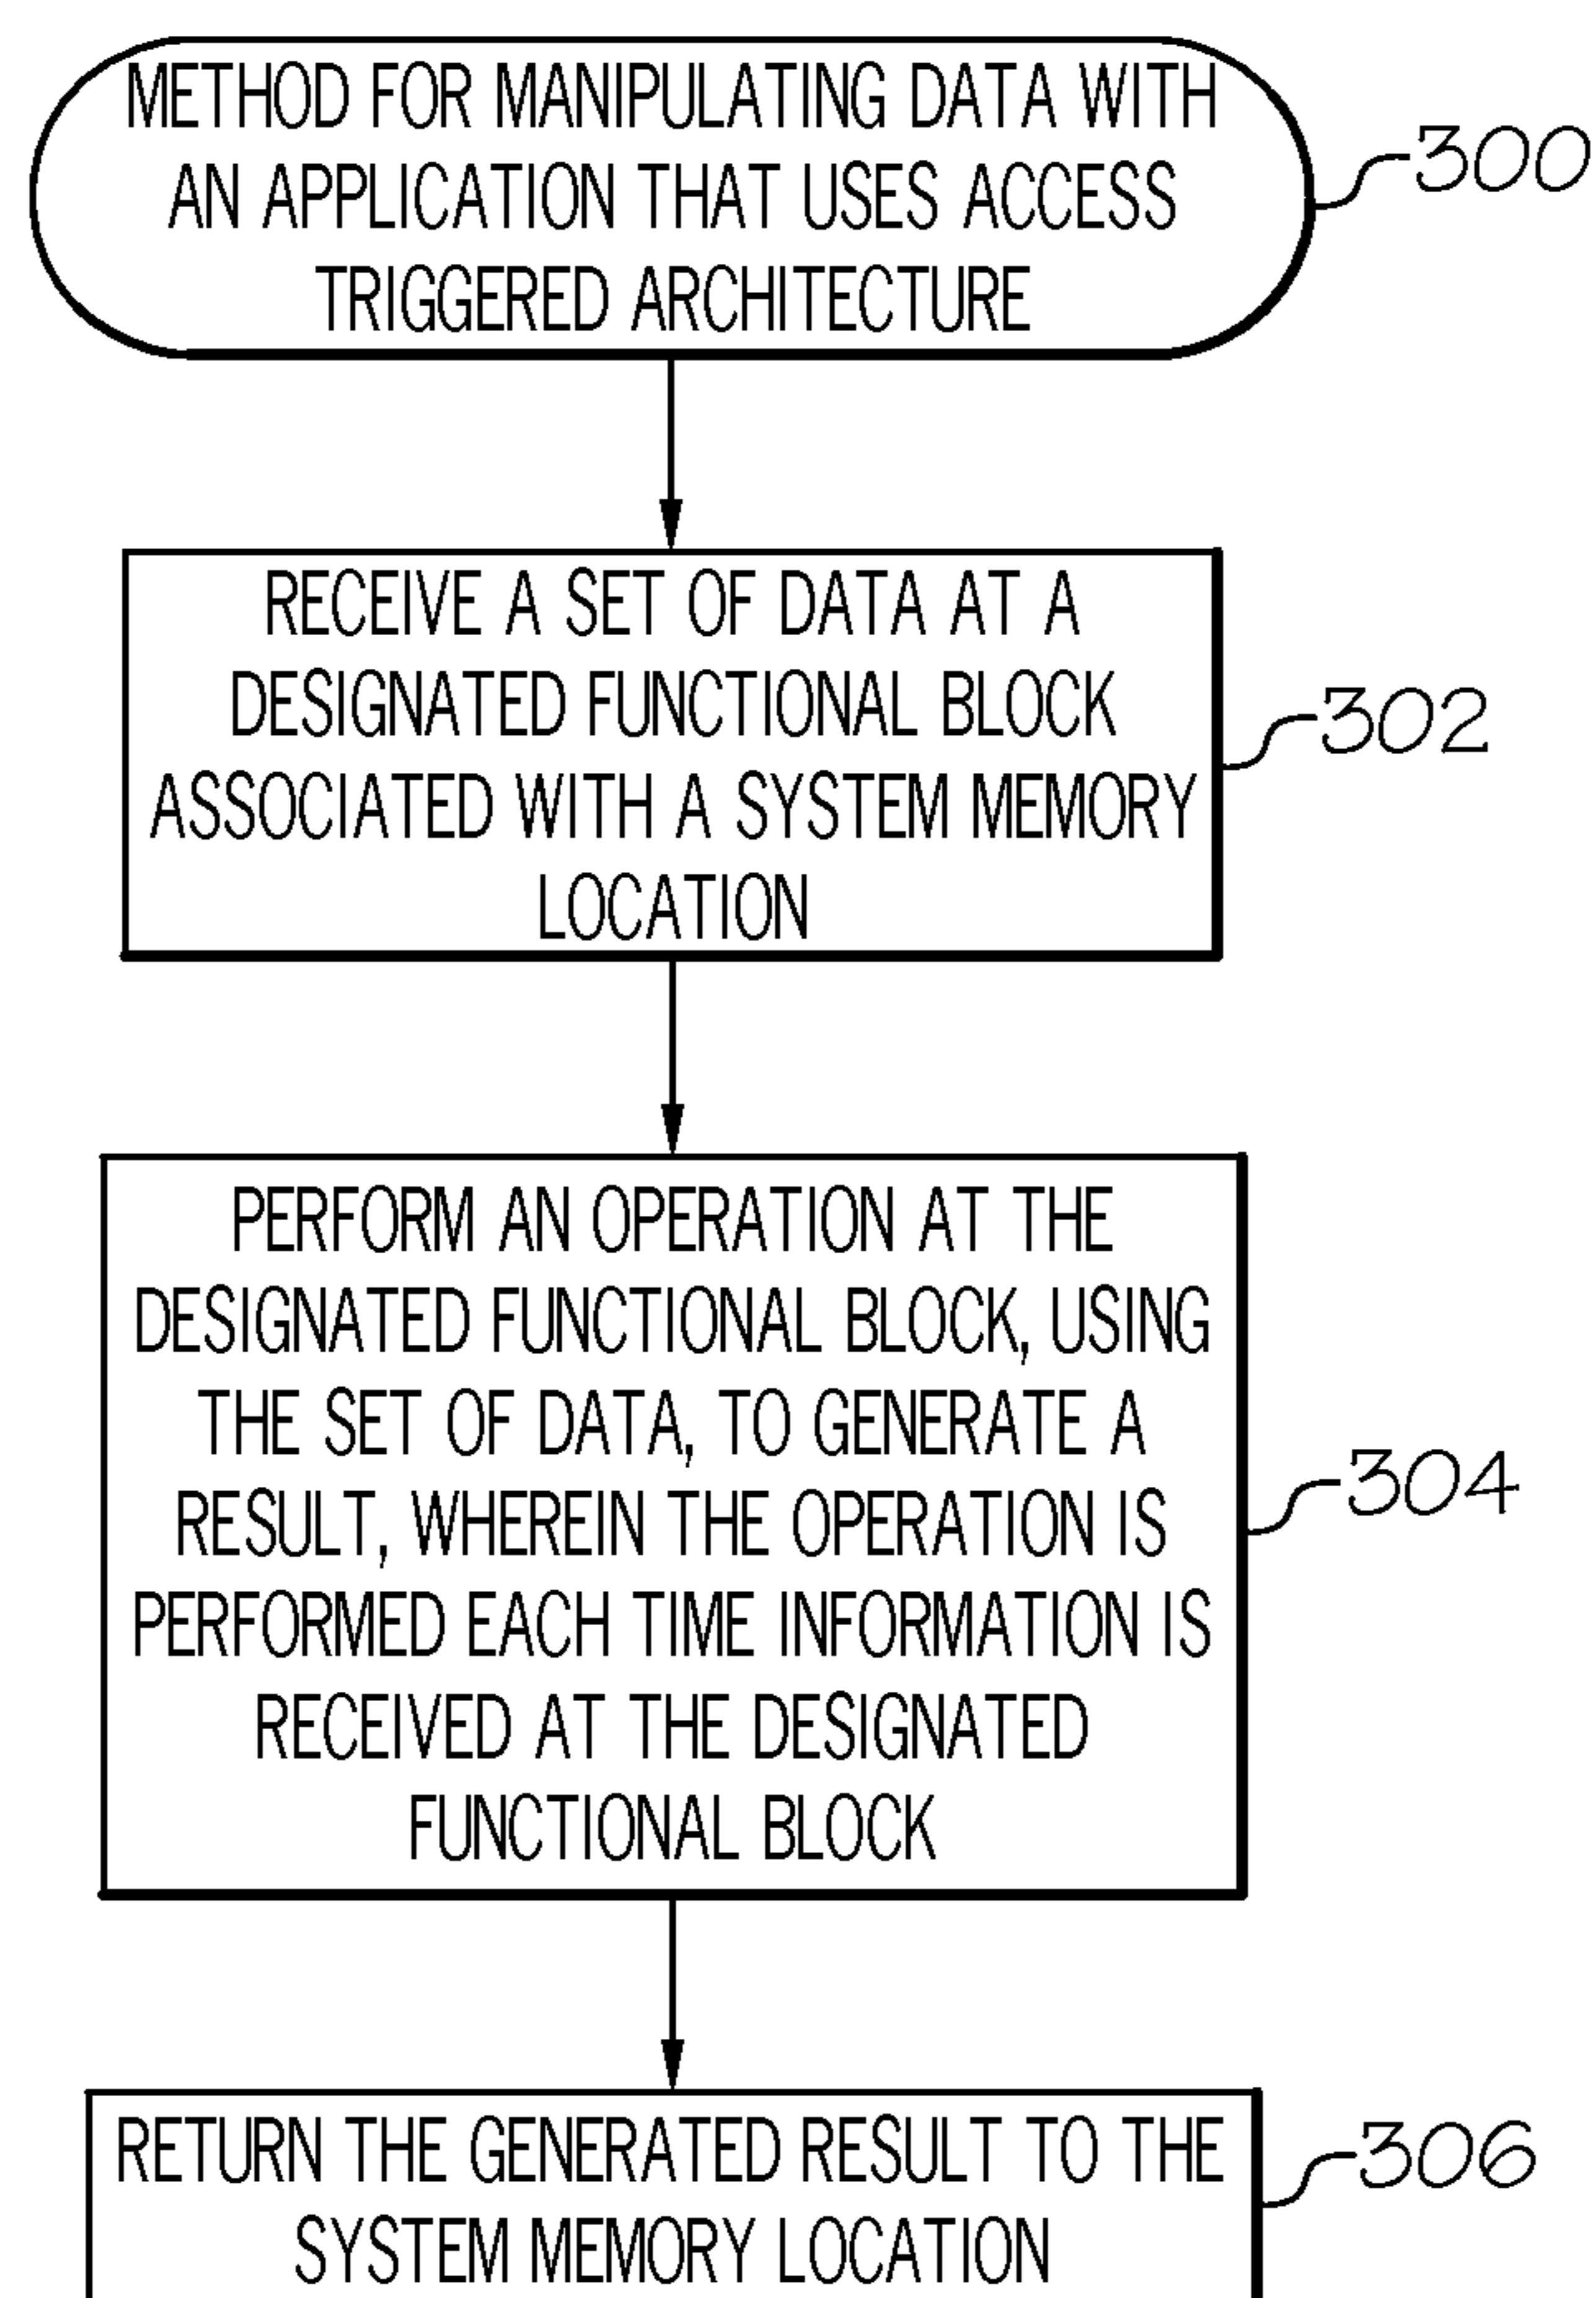 METHOD FOR MANIPULATING DATA WITH
AN APPLICATION THAT USES ACCESS
TRIGGERED ARCHITECTURE
300
RECEIVE A SET OF DATA AT A
DESIGNATED FUNCTIONAL BLOCK
ASSOCIATED WITH A SYSTEM MEMORY
LOCATION
302
PERFORM AN OPERATION AT THE
DESIGNATED FUNCTIONAL BLOCK, USING
THE SET OF DATA, TO GENERATE A
RESULT, WHEREIN THE OPERATION IS
PERFORMED EACH TIME INFORMATION IS
RECEIVED AT THE DESIGNATED
FUNCTIONAL BLOCK
304
RETURN THE GENERATED RESULT TO THE
SYSTEM MEMORY LOCATION
306